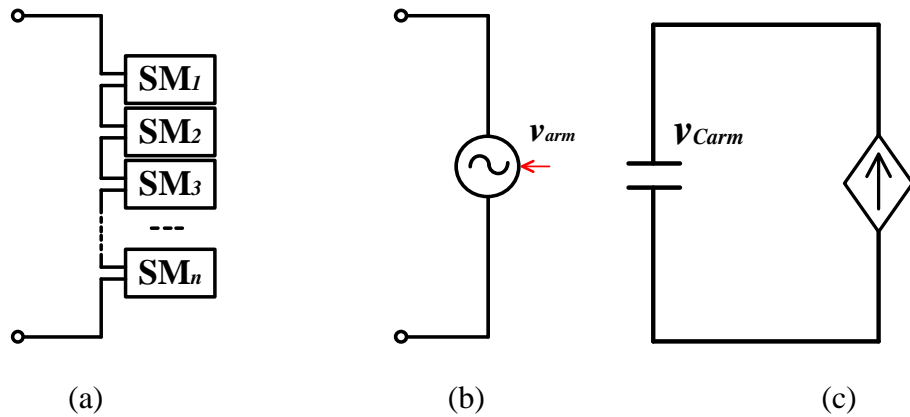 SM1
SM2
SM3
SMn
varm
vCarm
(a)
(b)
(c)